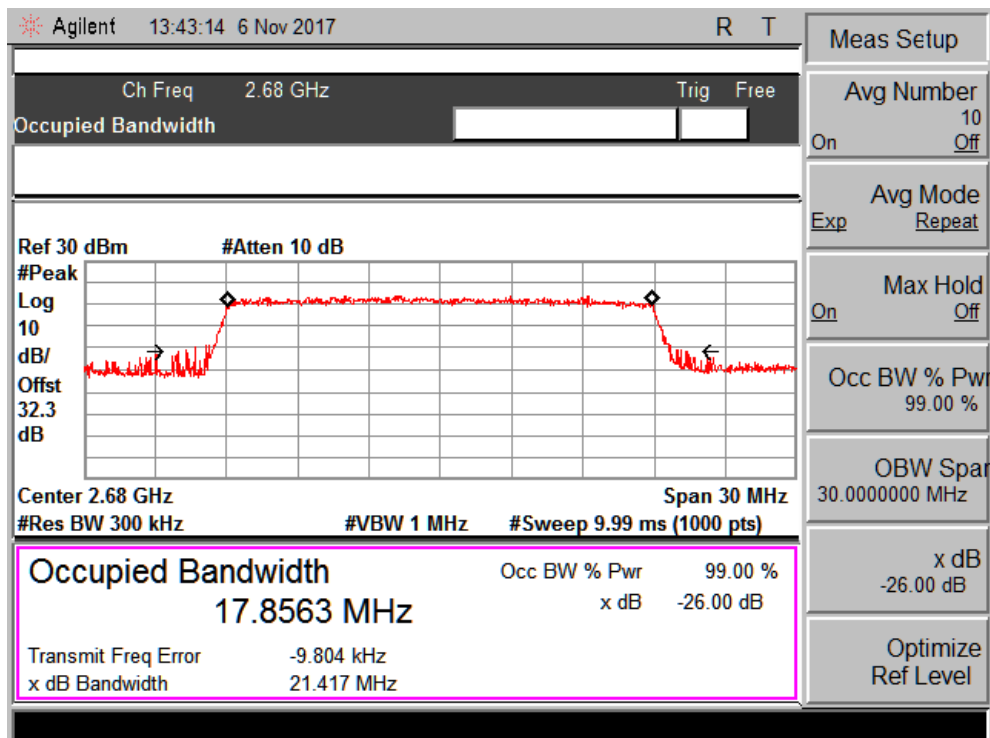 Agilent 13:43:14 6 Nov 2017 R T
Ch Freq 2.68 GHz Trig Free
Occupied Bandwidth
Ref 30 dBm #Atten 10 dB
#Peak
Log
10
dB/
Offst
32.3
dB
Center 2.68 GHz Span 30 MHz
#Res BW 300 kHz #VBW 1 MHz #Sweep 9.99 ms (1000 pts)
Occupied Bandwidth Occ BW % Pwr 99.00 %
17.8563 MHz x dB -26.00 dB
Transmit Freq Error -9.804 kHz
x dB Bandwidth 21.417 MHz
Meas Setup
Avg Number
10
On Off
Avg Mode
Exp Repeat
Max Hold
On Off
Occ BW % Pwr
99.00 %
OBW Span
30.0000000 MHz
x dB
-26.00 dB
Optimize
Ref Level